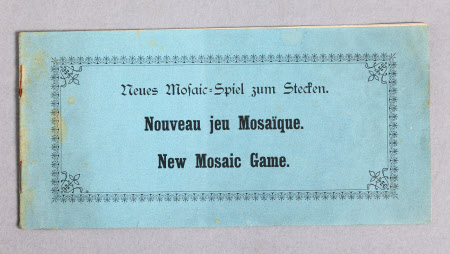 Neues Mosaic-Spiel zum Stecken.
Nouveau jeu Mosaïque.
New Mosaic Game.